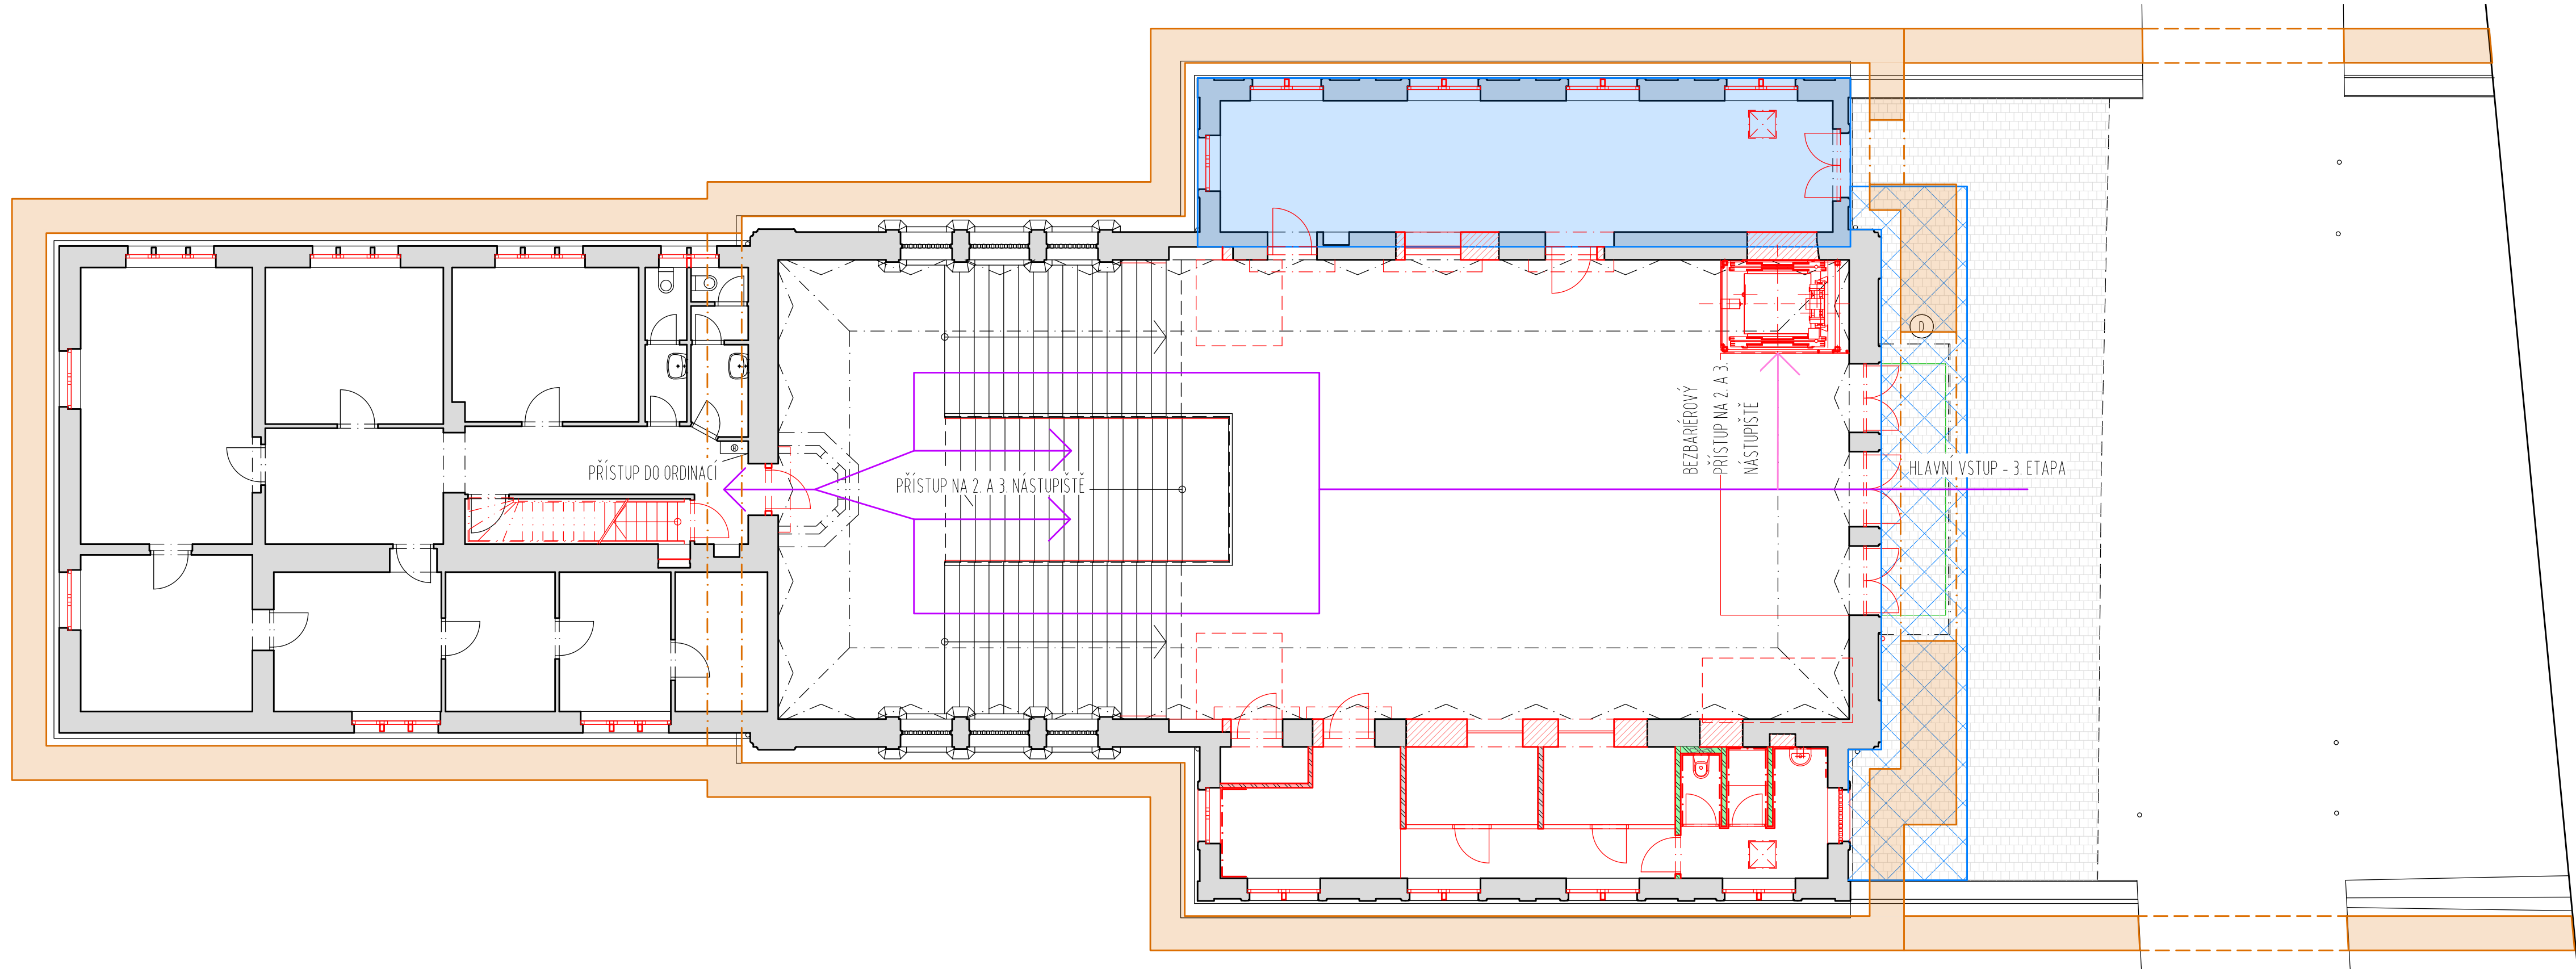 PŘÍSTUP DO ORDINACÍ
PŘÍSTUP NA 2. A 3. NÁSTUPIŠTĚ
BEZBARIÉROVÝ
PŘÍSTUP NA 2. A 3.
NÁSTUPIŠTĚ
HLAVNÍ VSTUP - 3. ETAPA
D